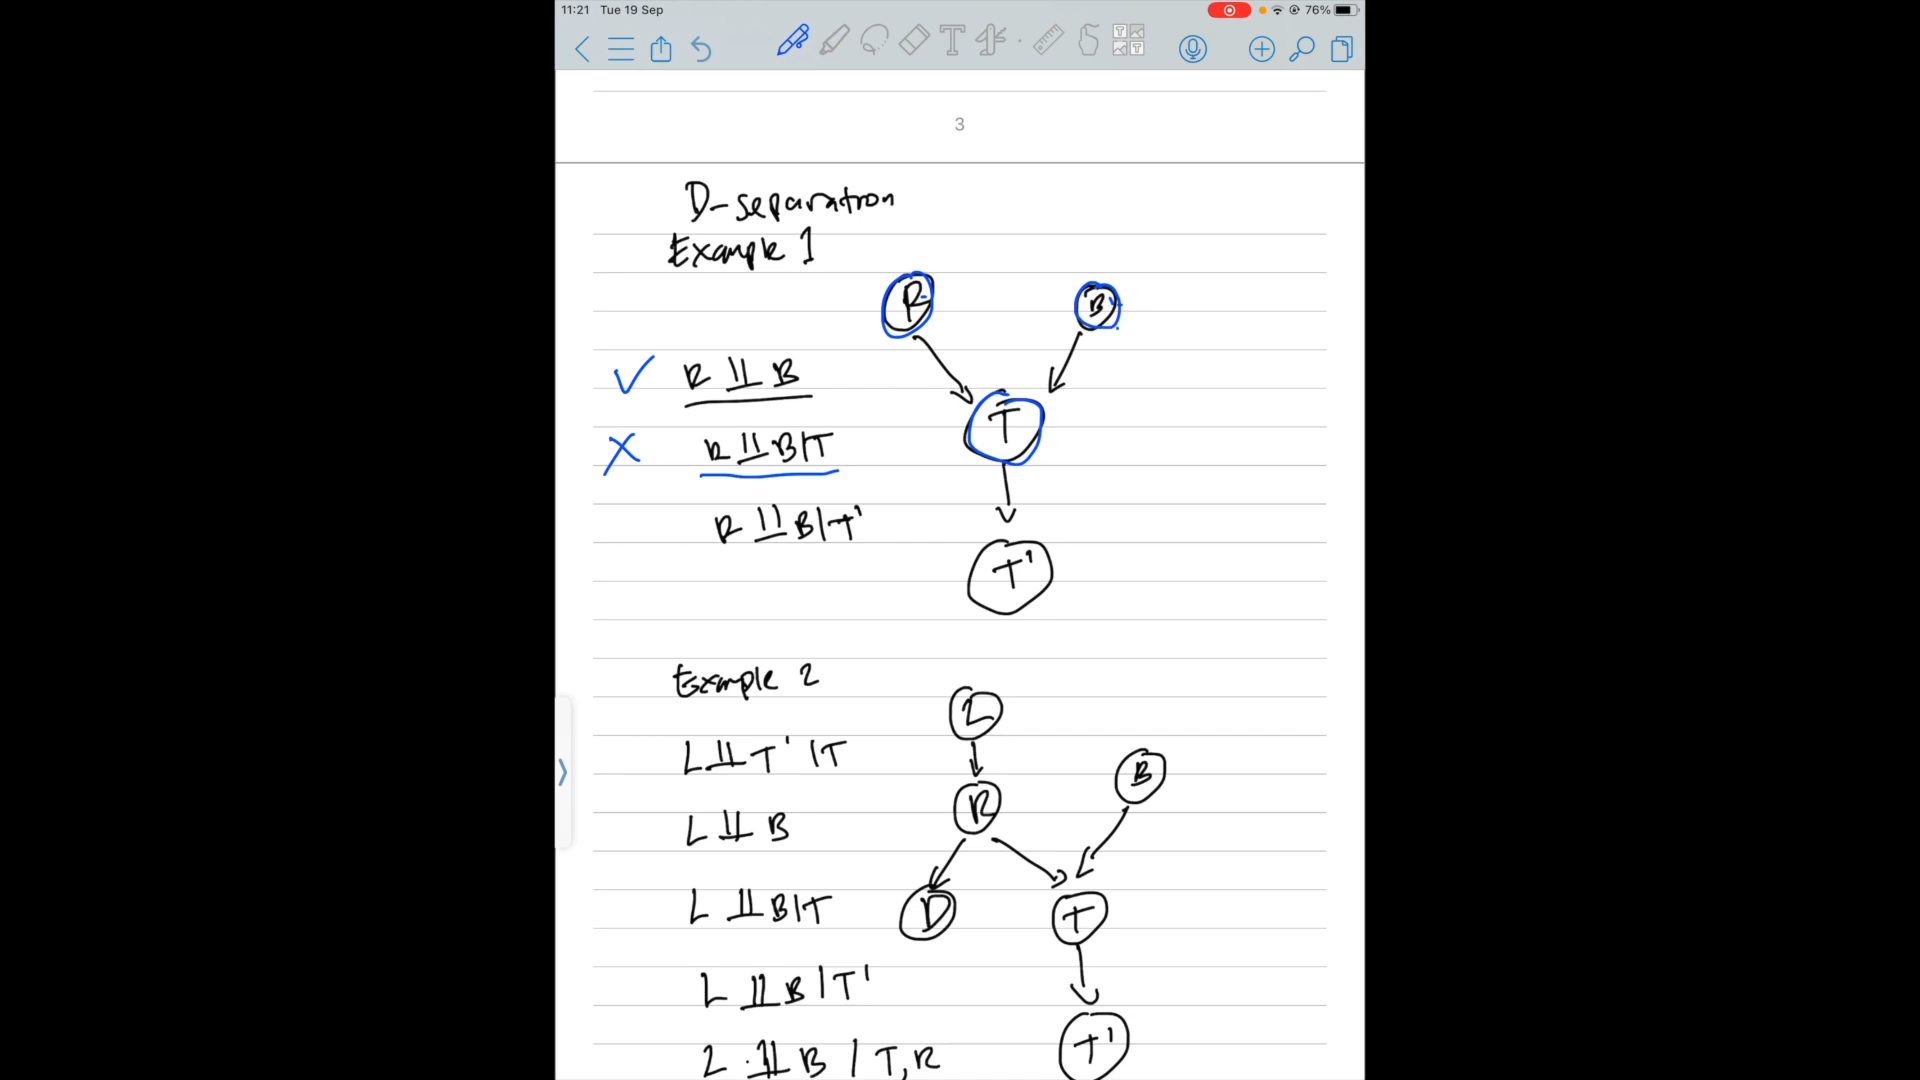 11:21 Tue 19 Sep 76%
3
D-separation
Example 1
R B
✓ R ⫫ B
T
X R ⫫ B|T
R ⫫ B|T'
T'
Example 2
L
L ⫫ T' |T
B
R
L ⫫ B
L ⫫ B|T
D T
L ⫫ B|T'
T'
L ⫫ B | T, R